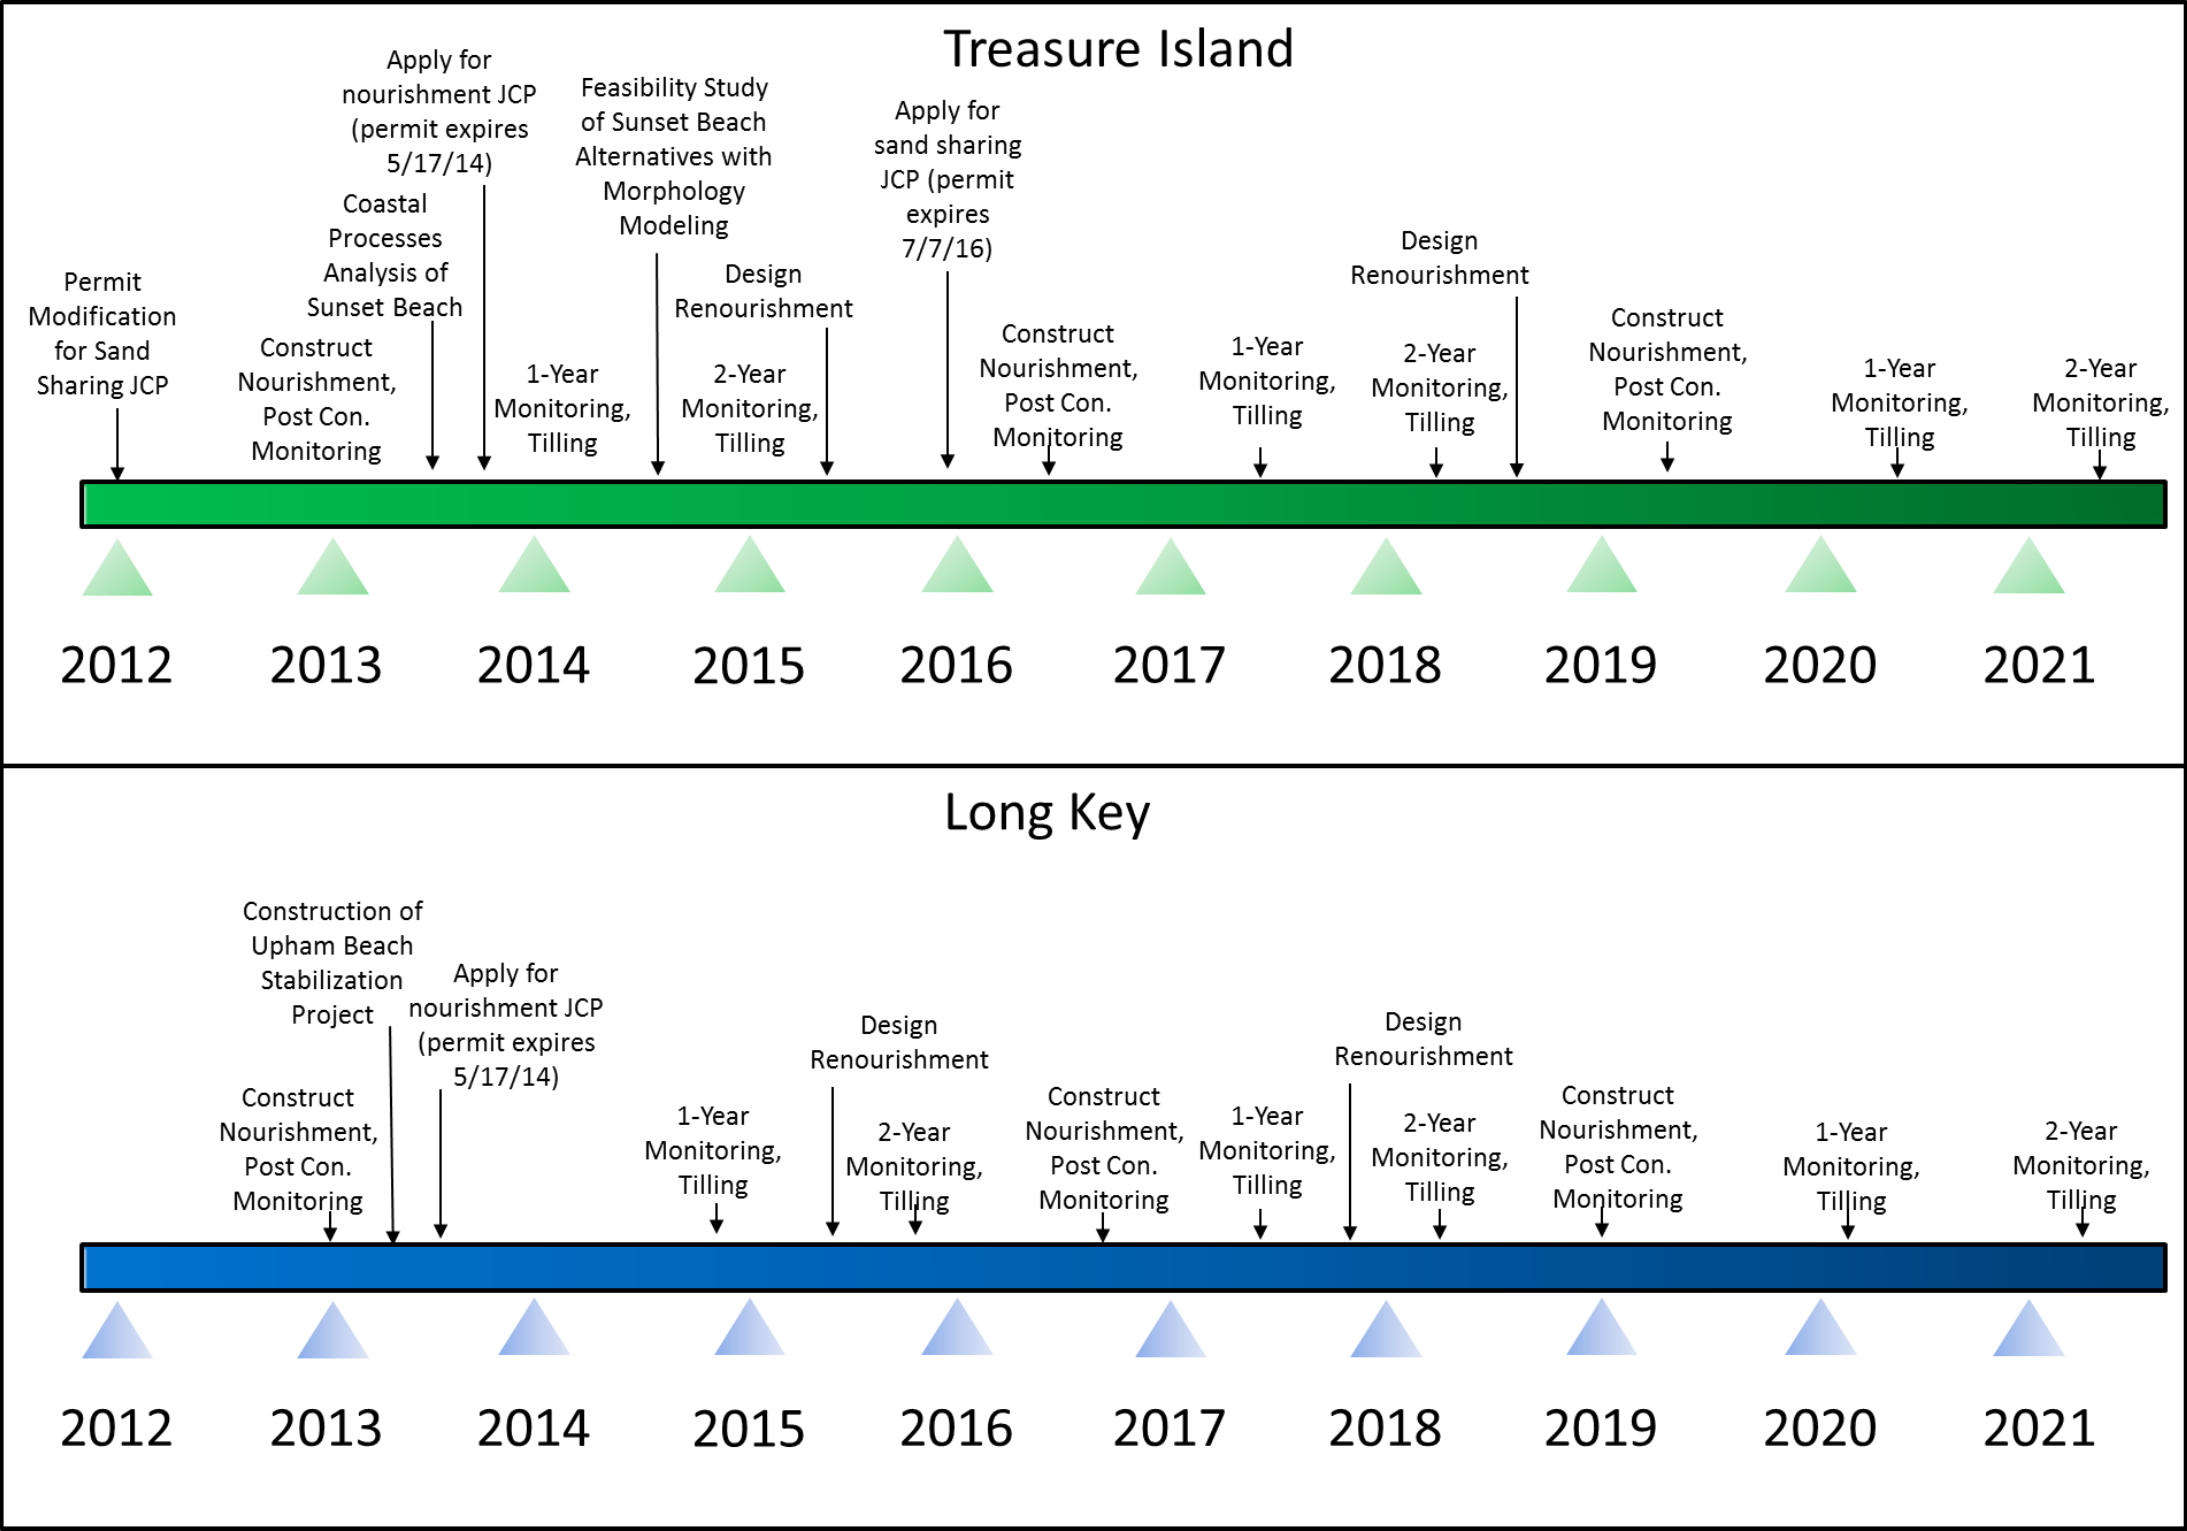 Treasure Island
Permit
Modification
for Sand
Sharing JCP
Construct
Nourishment,
Post Con.
Monitoring
Coastal
Processes
Analysis of
Sunset Beach
Apply for
nourishment JCP
(permit expires
5/17/14)
1-Year
Monitoring,
Tilling
Feasibility Study
of Sunset Beach
Alternatives with
Morphology
Modeling
2-Year
Monitoring,
Tilling
Design
Renourishment
Apply for
sand sharing
JCP (permit
expires
7/7/16)
Construct
Nourishment,
Post Con.
Monitoring
1-Year
Monitoring,
Tilling
2-Year
Monitoring,
Tilling
Design
Renourishment
Construct
Nourishment,
Post Con.
Monitoring
1-Year
Monitoring,
Tilling
2-Year
Monitoring,
Tilling
2012 2013 2014 2015 2016 2017 2018 2019 2020 2021
Long Key
Construct
Nourishment,
Post Con.
Monitoring
Construction of
Upham Beach
Stabilization
Project
Apply for
nourishment JCP
(permit expires
5/17/14)
1-Year
Monitoring,
Tilling
Design
Renourishment
2-Year
Monitoring,
Tilling
Construct
Nourishment,
Post Con.
Monitoring
1-Year
Monitoring,
Tilling
Design
Renourishment
2-Year
Monitoring,
Tilling
Construct
Nourishment,
Post Con.
Monitoring
1-Year
Monitoring,
Tilling
2-Year
Monitoring,
Tilling
2012 2013 2014 2015 2016 2017 2018 2019 2020 2021